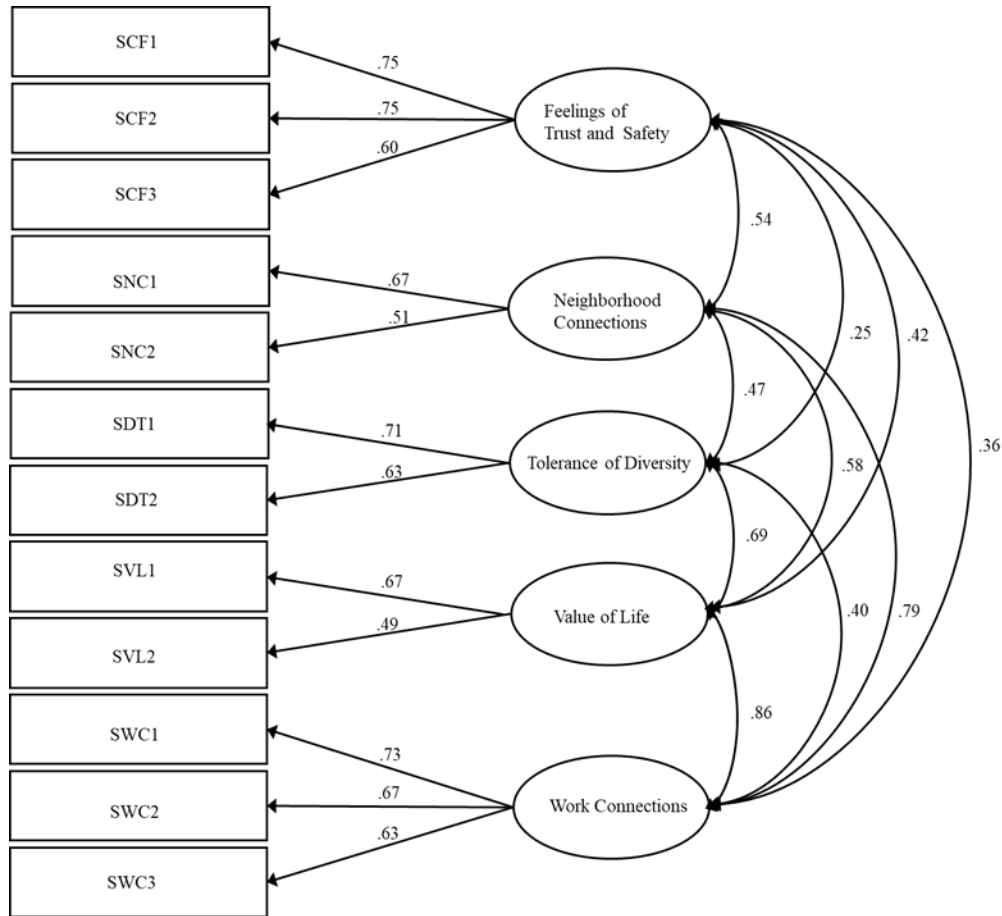 SCF1
.75
SCF2
.75
Feelings of
Trust and Safety
.60
SCF3
.54
SNC1
.67
Neighborhood
Connections
.51
SNC2
.25
.42
.47
.36
SDT1
.71
Tolerance of Diversity
.63
.58
SDT2
.69
SVL1
.67
Value of Life
.40
.79
.49
SVL2
.86
SWC1
.73
SWC2
.67
Work Connections
.63
SWC3